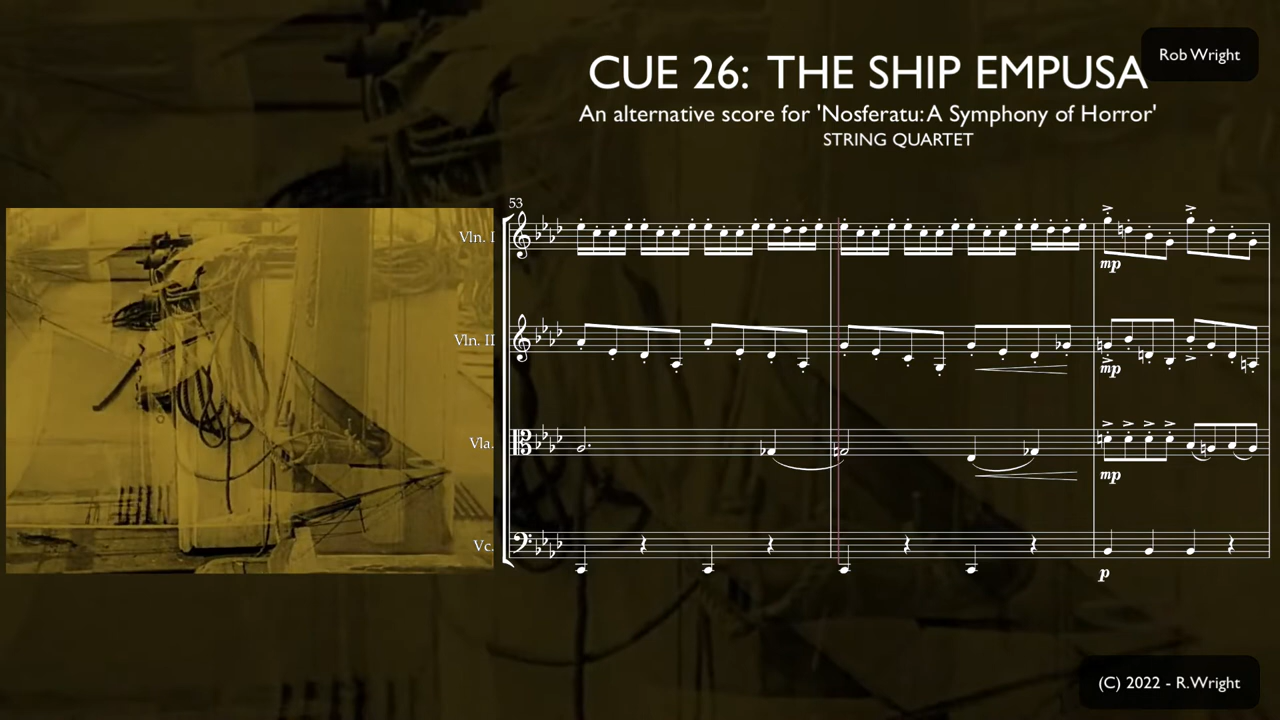 Rob Wright
CUE 26: THE SHIP EMPUSA
An alternative score for 'Nosferatu: A Symphony of Horror'
STRING QUARTET
53
Vln. I
mp
Vln. II
mp
Vla.
mp
Vc.
p
(C) 2022 - R.Wright